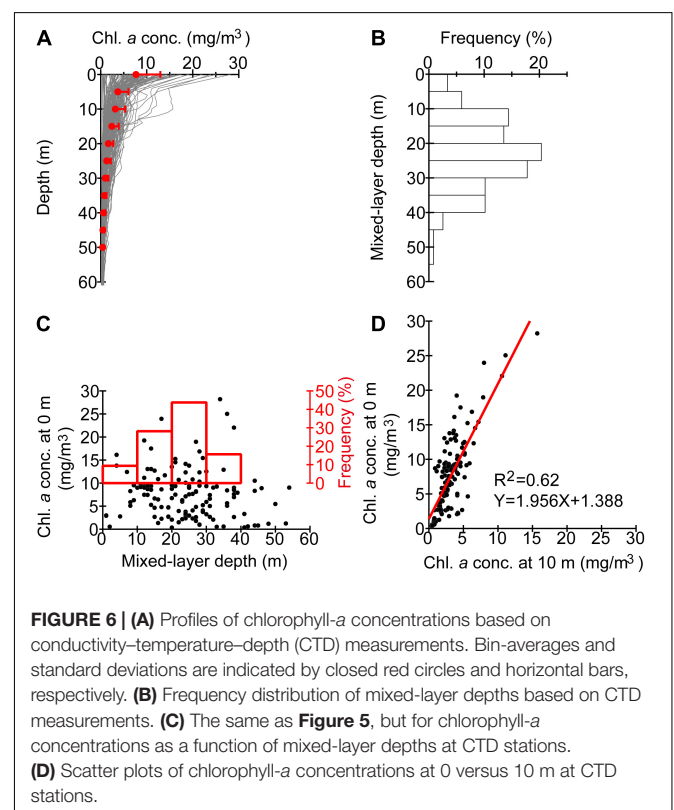 A
Chl. a conc. (mg/m³)
0 10 20 30
0
10
20
30
40
50
60
Depth (m)
B
Frequency (%)
0 10 20
0
10
20
30
40
50
60
Mixed-layer depth (m)
C
30
25
20
15
10
5
0
Chl. a conc. at 0 m
(mg/m³)
50
40
30
20
10
0
Frequency (%)
0 10 20 30 40 50 60
Mixed-layer depth (m)
D
30
25
20
15
10
5
0
Chl. a conc. at 0 m
(mg/m³)
R²=0.62
Y=1.956X+1.388
0 5 10 15 20 25 30
Chl. a conc. at 10 m (mg/m³)
FIGURE 6 | (A) Profiles of chlorophyll-a concentrations based on
conductivity–temperature–depth (CTD) measurements. Bin-averages and
standard deviations are indicated by closed red circles and horizontal bars,
respectively. (B) Frequency distribution of mixed-layer depths based on CTD
measurements. (C) The same as Figure 5, but for chlorophyll-a
concentrations as a function of mixed-layer depths at CTD stations.
(D) Scatter plots of chlorophyll-a concentrations at 0 versus 10 m at CTD
stations.